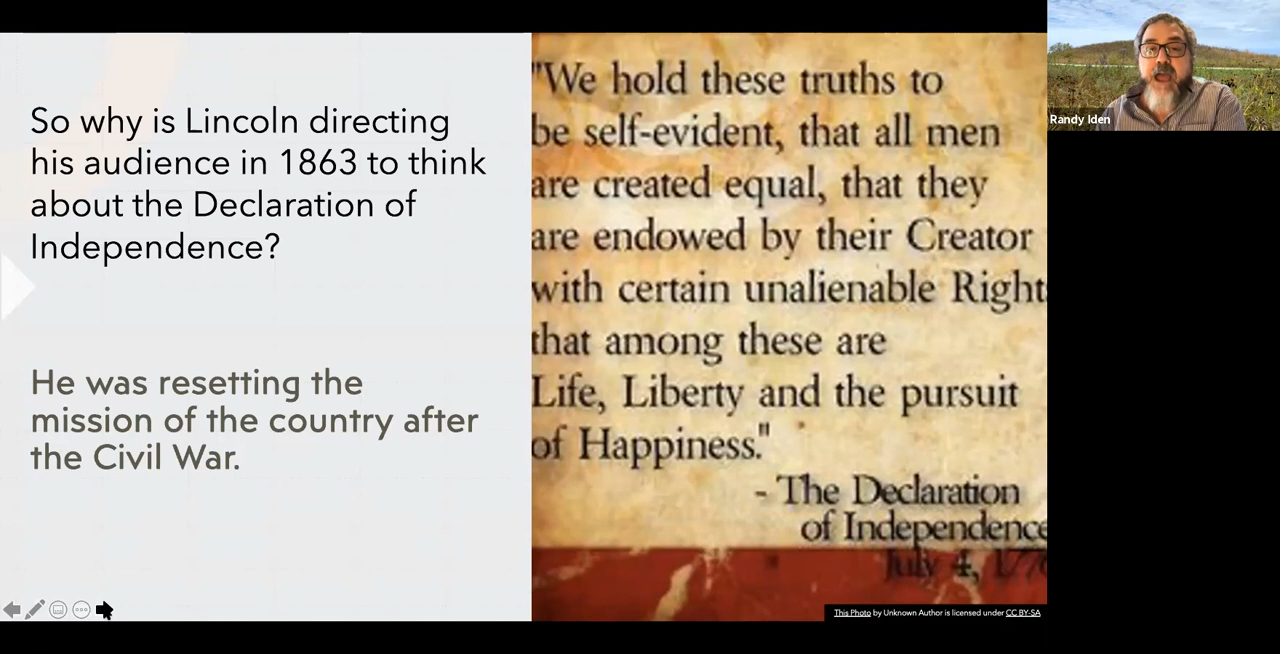 So why is Lincoln directing
his audience in 1863 to think
about the Declaration of
Independence?
He was resetting the
mission of the country after
the Civil War.
"We hold these truths to
be self-evident, that all men
are created equal, that they
are endowed by their Creator
with certain unalienable Right
that among these are
Life, Liberty and the pursuit
of Happiness."
- The Declaration
of Independence
July 4, 177
This Photo by Unknown Author is licensed under CC BY-SA
Randy Iden